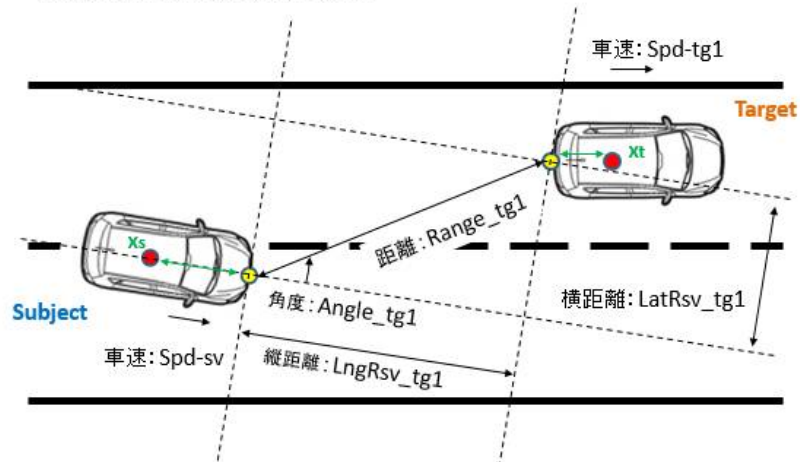 車速: Spd-tg1
Target
Xt
距離: Range_tg1
Xs
角度: Angle_tg1
横距離: LatRsv_tg1
Subject
車速: Spd-sv
縦距離: LngRsv_tg1